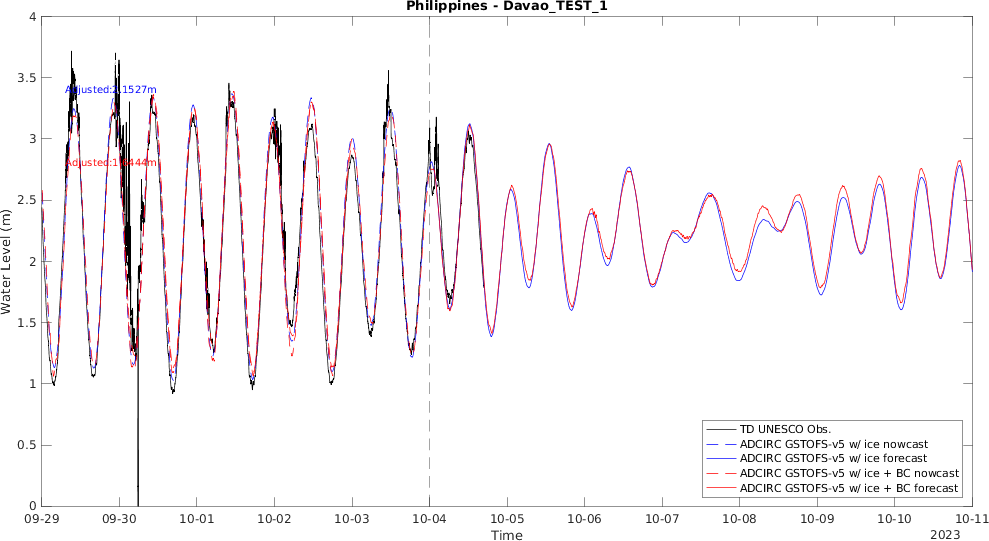 Philippines - Davao_TEST_1
4
3.5
3
2.5
2
1.5
1
0.5
0
Water Level (m)
Adjusted:2.1527m
09-29
09-30
10-01
10-02
10-03
10-04
10-05
10-06
10-07
10-08
10-09
10-10
10-11
2023
Time
TD UNESCO Obs.
ADCIRC GSTOFS-v5 w/ ice nowcast
ADCIRC GSTOFS-v5 w/ ice forecast
ADCIRC GSTOFS-v5 w/ ice + BC nowcast
ADCIRC GSTOFS-v5 w/ ice + BC forecast